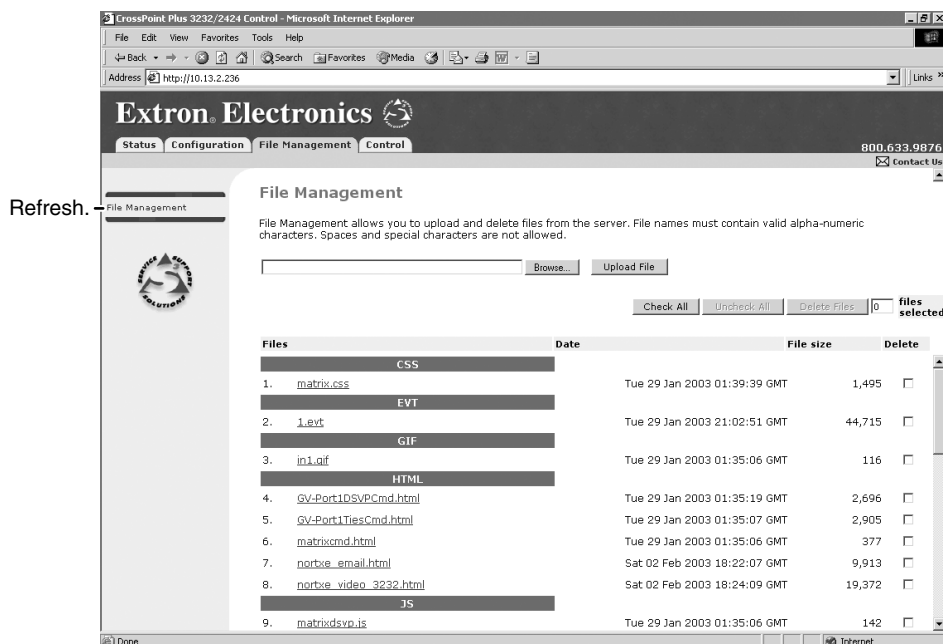 CrossPoint Plus 3232/2424 Control - Microsoft Internet Explorer
File Edit View Favorites Tools Help
Back Search Favorites Media
Address http://10.13.2.236 Links »
Extron® Electronics
Status Configuration File Management Control
800.633.9876
Contact Us
Refresh.
File Management
SERVICE SUPPORT SOLUTIONS
File Management
File Management allows you to upload and delete files from the server. File names must contain valid alpha-numeric
characters. Spaces and special characters are not allowed.
Browse... Upload File
Check All Uncheck All Delete Files 0 files
selected
Files Date File size Delete
CSS
1. matrix.css Tue 29 Jan 2003 01:39:39 GMT 1,495
EVT
2. 1.evt Tue 29 Jan 2003 21:02:51 GMT 44,715
GIF
3. in1.gif Tue 29 Jan 2003 01:35:06 GMT 116
HTML
4. GV-Port1DSVPCmd.html Tue 29 Jan 2003 01:35:19 GMT 2,696
5. GV-Port1TiesCmd.html Tue 29 Jan 2003 01:35:07 GMT 2,905
6. matrixcmd.html Tue 29 Jan 2003 01:35:06 GMT 377
7. nortxe_email.html Sat 02 Feb 2003 18:22:07 GMT 9,913
8. nortxe_video_3232.html Sat 02 Feb 2003 18:24:09 GMT 19,372
JS
9. matrixdsvp.js Tue 29 Jan 2003 01:35:06 GMT 142
Done Internet